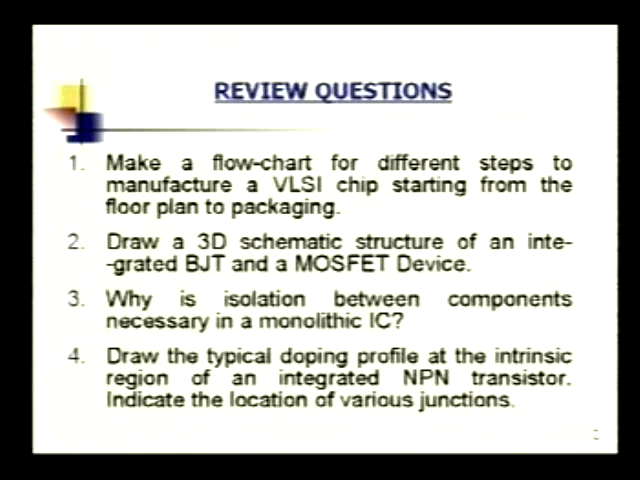 REVIEW QUESTIONS
1. Make a flow-chart for different steps to
manufacture a VLSI chip starting from the
floor plan to packaging.
2. Draw a 3D schematic structure of an inte-
-grated BJT and a MOSFET Device.
3. Why is isolation between components
necessary in a monolithic IC?
4. Draw the typical doping profile at the intrinsic
region of an integrated NPN transistor.
Indicate the location of various junctions.